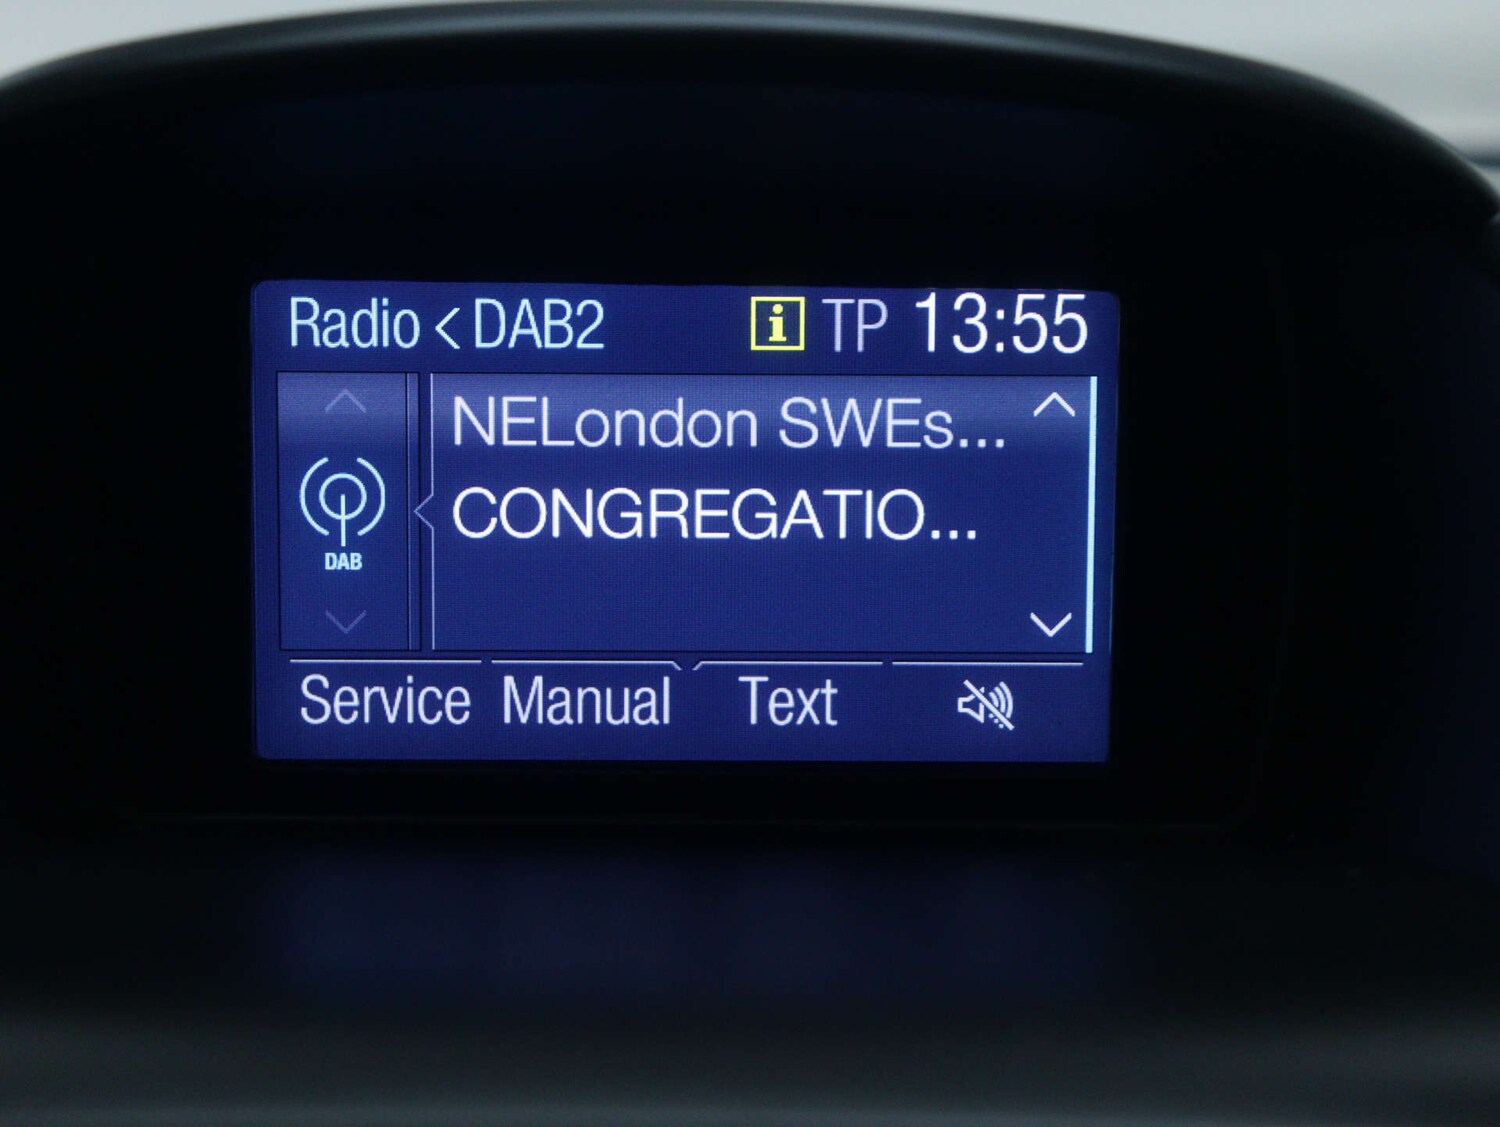 Radio < DAB2 i TP 13:55
NELondon SWEs...
CONGREGATIO...
DAB
Service Manual Text